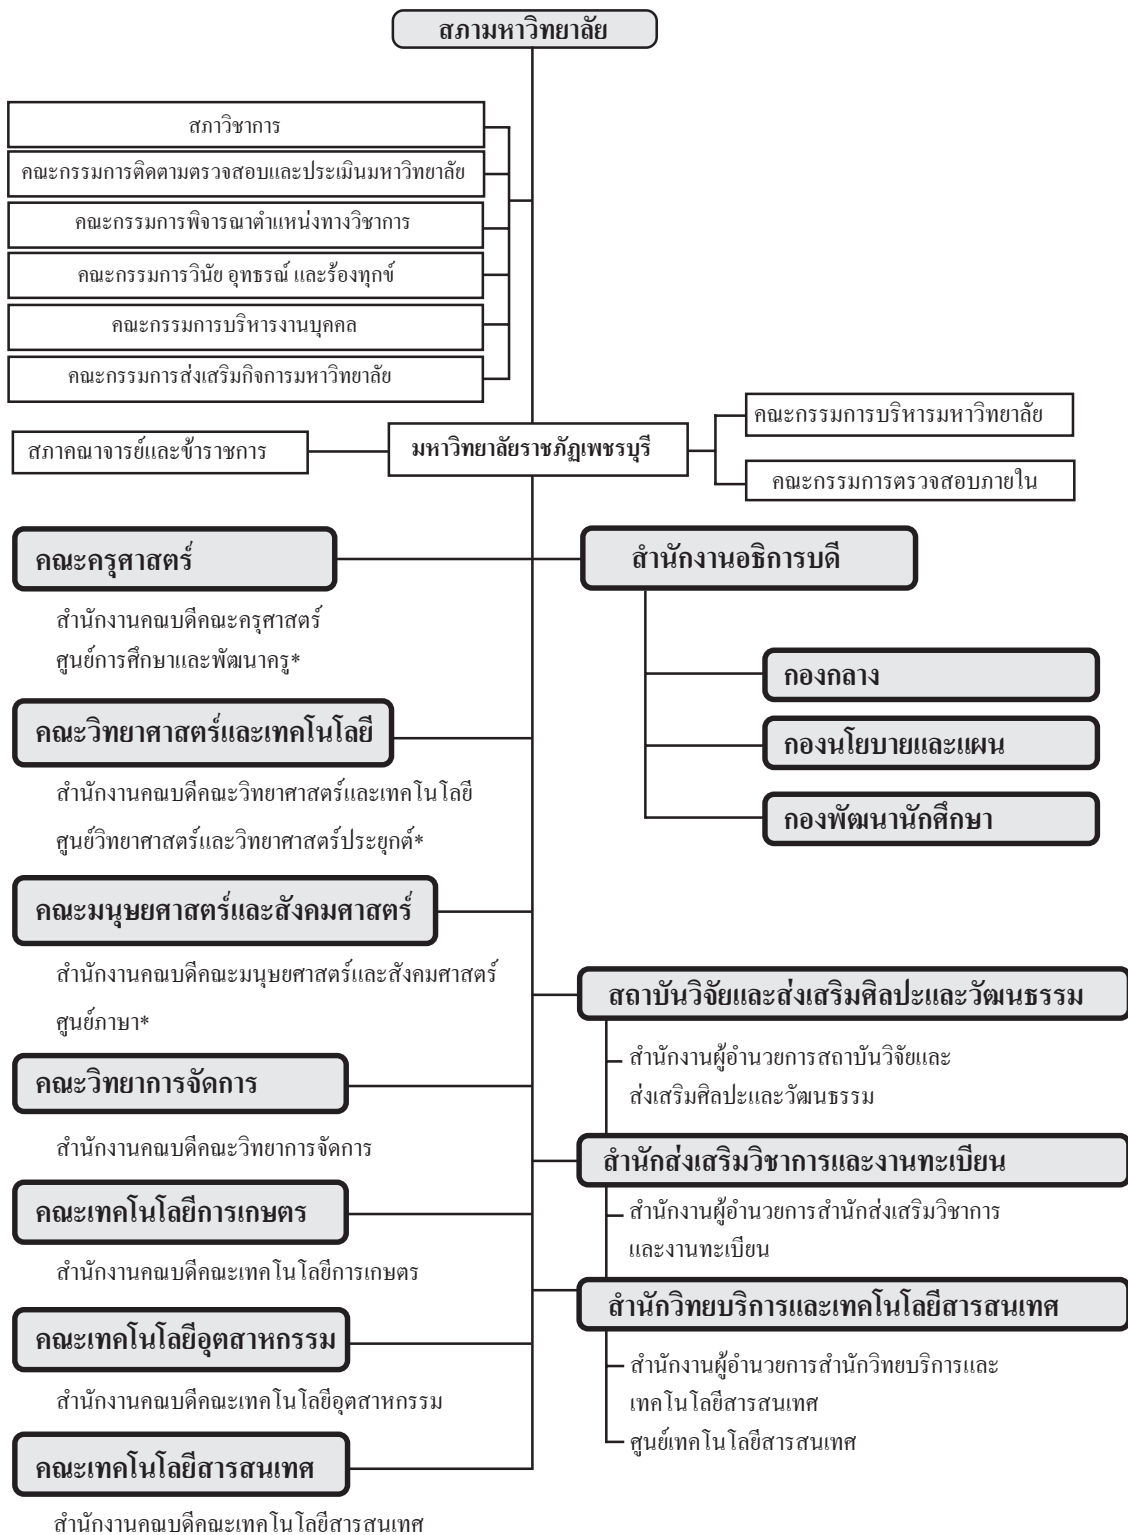 สภามหาวิทยาลัย
สภาวิชาการ
คณะกรรมการติดตามตรวจสอบและประเมินมหาวิทยาลัย
คณะกรรมการพิจารณาตำแหน่งทางวิชาการ
คณะกรรมการวินัย อุทธรณ์ และร้องทุกข์
คณะกรรมการบริหารงานบุคคล
คณะกรรมการส่งเสริมกิจการมหาวิทยาลัย
สภาคณาจารย์และข้าราชการ
มหาวิทยาลัยราชภัฏเพชรบุรี
คณะกรรมการบริหารมหาวิทยาลัย
คณะกรรมการตรวจสอบภายใน
คณะครุศาสตร์
สำนักงานคณบดีคณะครุศาสตร์
ศูนย์การศึกษาและพัฒนาครู*
คณะวิทยาศาสตร์และเทคโนโลยี
สำนักงานคณบดีคณะวิทยาศาสตร์และเทคโนโลยี
ศูนย์วิทยาศาสตร์และวิทยาศาสตร์ประยุกต์*
คณะมนุษยศาสตร์และสังคมศาสตร์
สำนักงานคณบดีคณะมนุษยศาสตร์และสังคมศาสตร์
ศูนย์ภาษา*
คณะวิทยาการจัดการ
สำนักงานคณบดีคณะวิทยาการจัดการ
คณะเทคโนโลยีการเกษตร
สำนักงานคณบดีคณะเทคโนโลยีการเกษตร
คณะเทคโนโลยีอุตสาหกรรม
สำนักงานคณบดีคณะเทคโนโลยีอุตสาหกรรม
คณะเทคโนโลยีสารสนเทศ
สำนักงานคณบดีคณะเทคโนโลยีสารสนเทศ
สำนักงานอธิการบดี
กองกลาง
กองนโยบายและแผน
กองพัฒนานักศึกษา
สถาบันวิจัยและส่งเสริมศิลปะและวัฒนธรรม
สำนักงานผู้อำนวยการสถาบันวิจัยและ
ส่งเสริมศิลปะและวัฒนธรรม
สำนักส่งเสริมวิชาการและงานทะเบียน
สำนักงานผู้อำนวยการสำนักส่งเสริมวิชาการ
และงานทะเบียน
สำนักวิทยบริการและเทคโนโลยีสารสนเทศ
สำนักงานผู้อำนวยการสำนักวิทยบริการและ
เทคโนโลยีสารสนเทศ
ศูนย์เทคโนโลยีสารสนเทศ